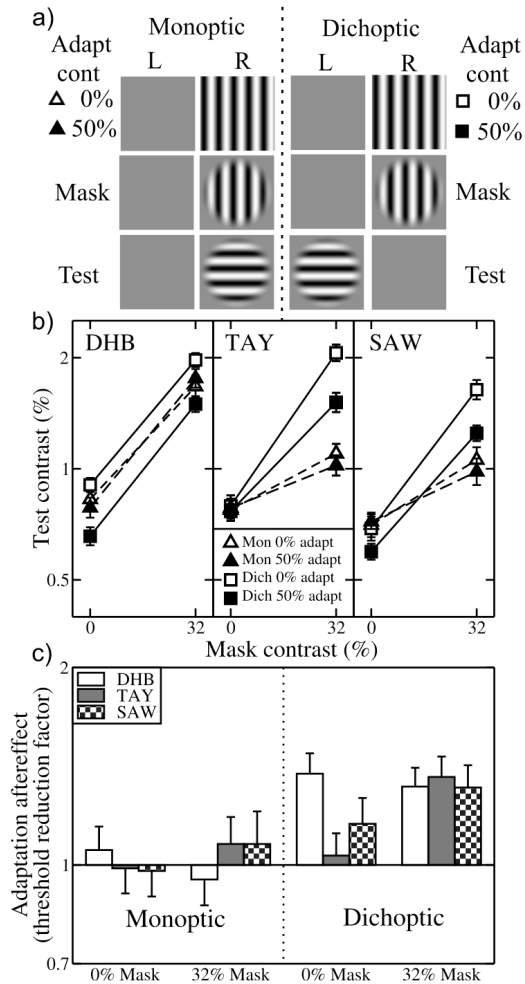 a)
Monoptic
Dichoptic
Adapt
cont
L
R
L
R
Adapt
cont
0%
50%
0%
50%
Mask
Mask
Test
Test
b)
DHB
TAY
SAW
Test contrast (%)
2
1
0.5
Mon 0% adapt
Mon 50% adapt
Dich 0% adapt
Dich 50% adapt
0
32
0
32
0
32
Mask contrast (%)
c)
Adaptation aftereffect
(threshold reduction factor)
2
1
0.7
DHB
TAY
SAW
Monoptic
Dichoptic
0% Mask
32% Mask
0% Mask
32% Mask